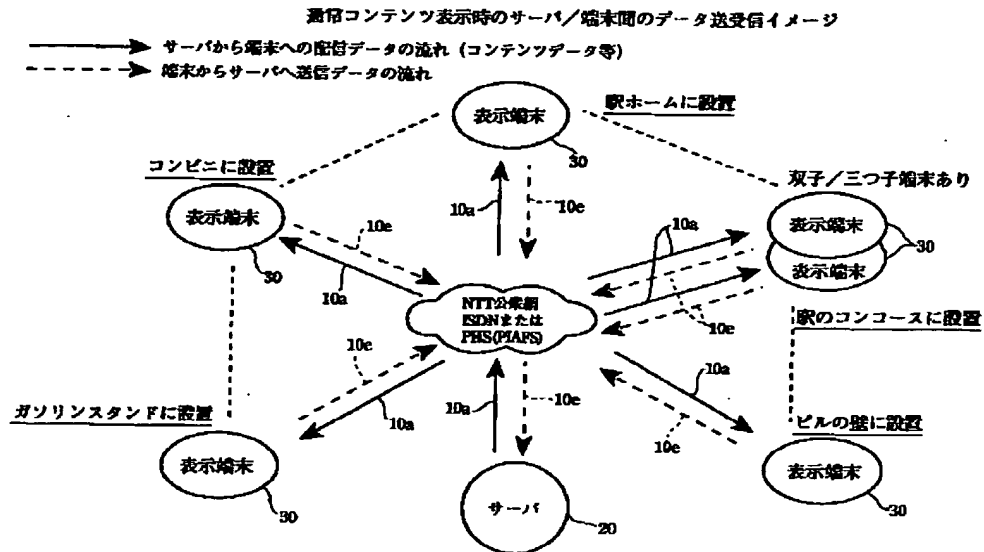 通常コンテンツ表示時のサーバ／端末間のデータ送受信イメージ
サーバから端末への配信データの流れ（コンテンツデータ等）
端末からサーバへ送信データの流れ
駅ホームに設置
表示端末
30
コンビニに設置
双子／三つ子端末あり
10a
10e
表示端末
10e
10a
表示端末
30
30
10a
表示端末
NTT公衆網
ISDNまたは
PHS(PIAFS)
10e
駅のコンコースに設置
10e
10a
10a
10e
10a
ガソリンスタンドに設置
10e
ビルの壁に設置
表示端末
表示端末
30
サーバ
30
20